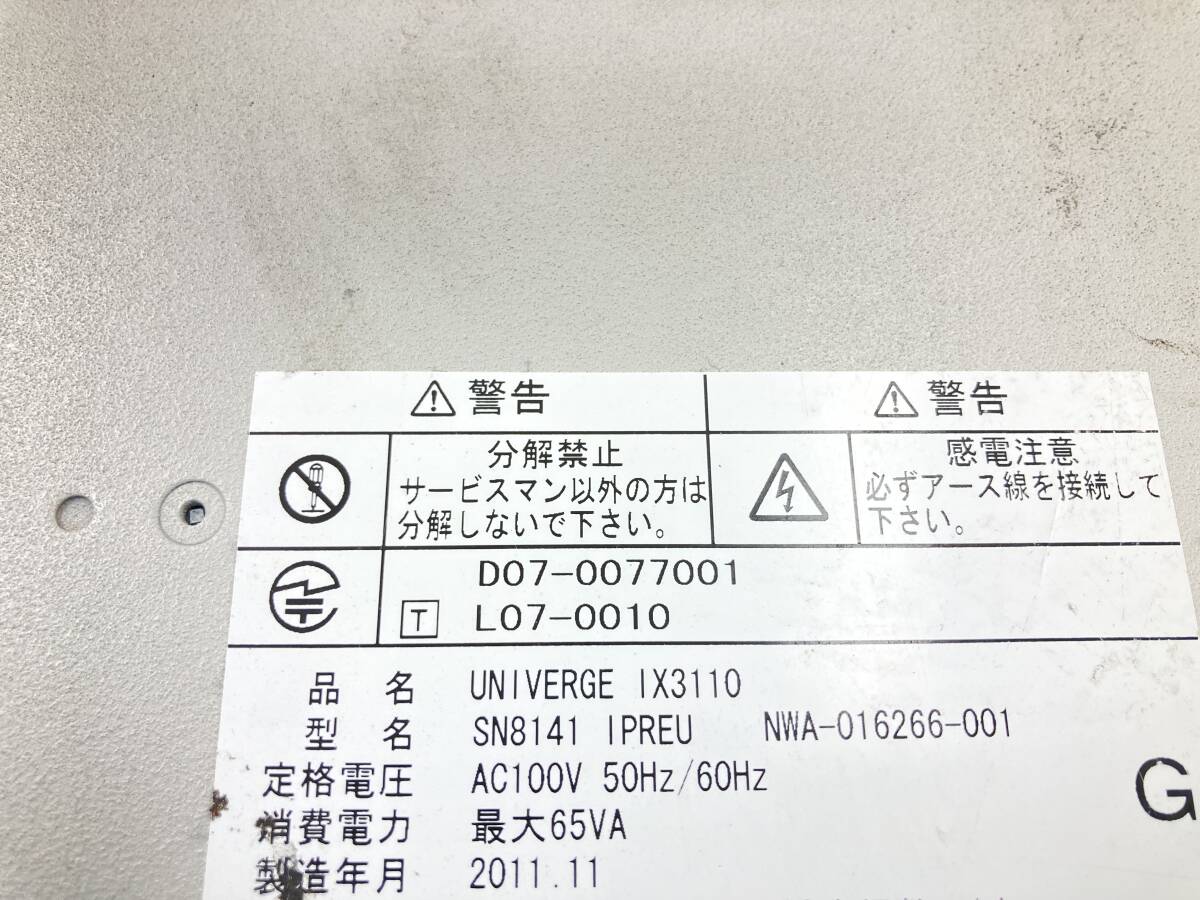 警告
警告
分解禁止
サービスマン以外の方は
分解しないで下さい。
感電注意
必ずアース線を接続して
下さい。
D07-0077001
T L07-0010
品名 UNIVERGE IX3110
型名 SN8141 IPREU NWA-016266-001
定格電圧 AC100V 50Hz/60Hz
G
消費電力 最大65VA
製造年月 2011.11